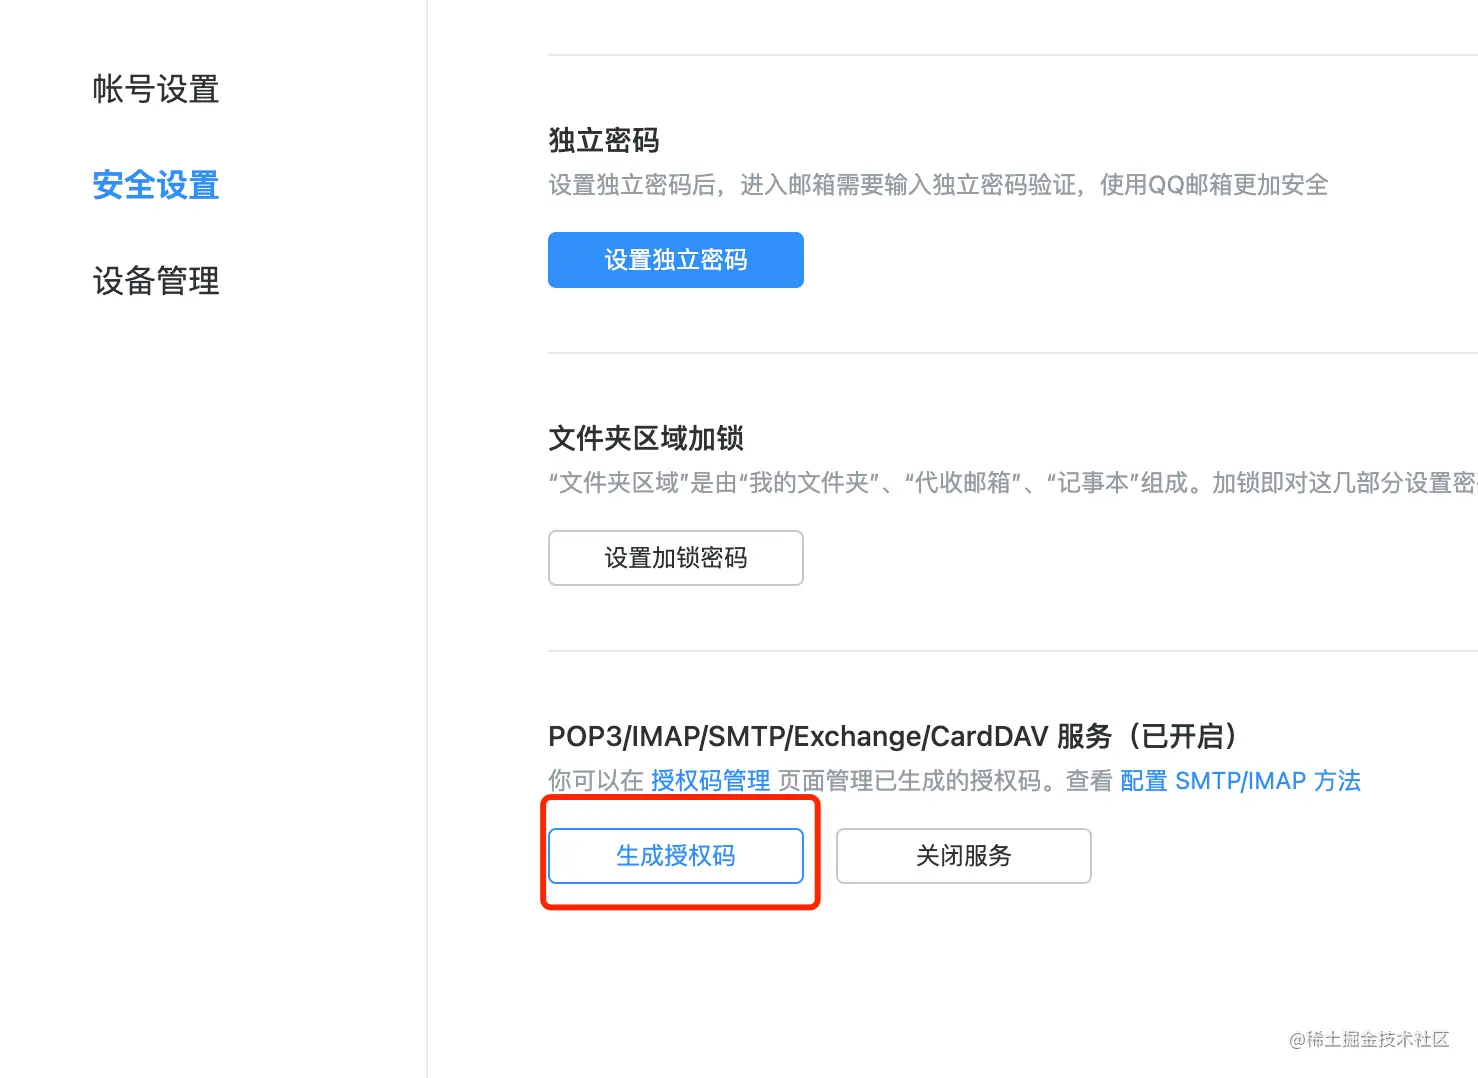 帐号设置
安全设置
设备管理
独立密码
设置独立密码后，进入邮箱需要输入独立密码验证，使用QQ邮箱更加安全
设置独立密码
文件夹区域加锁
“文件夹区域”是由“我的文件夹”、“代收邮箱”、“记事本”组成。加锁即对这几部分设置密
设置加锁密码
POP3/IMAP/SMTP/Exchange/CardDAV 服务（已开启）
你可以在 授权码管理 页面管理已生成的授权码。查看 配置 SMTP/IMAP 方法
生成授权码
关闭服务
@稀土掘金技术社区